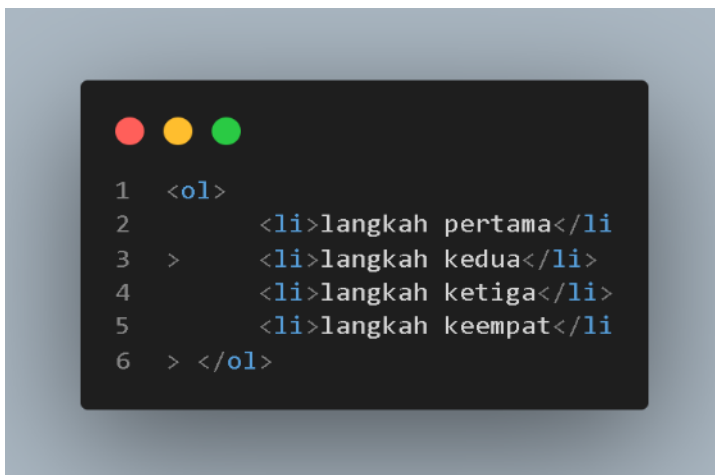 1 <ol>
2 <li>langkah pertama</li
3 > <li>langkah kedua</li>
4 <li>langkah ketiga</li>
5 <li>langkah keempat</li
6 > </ol>